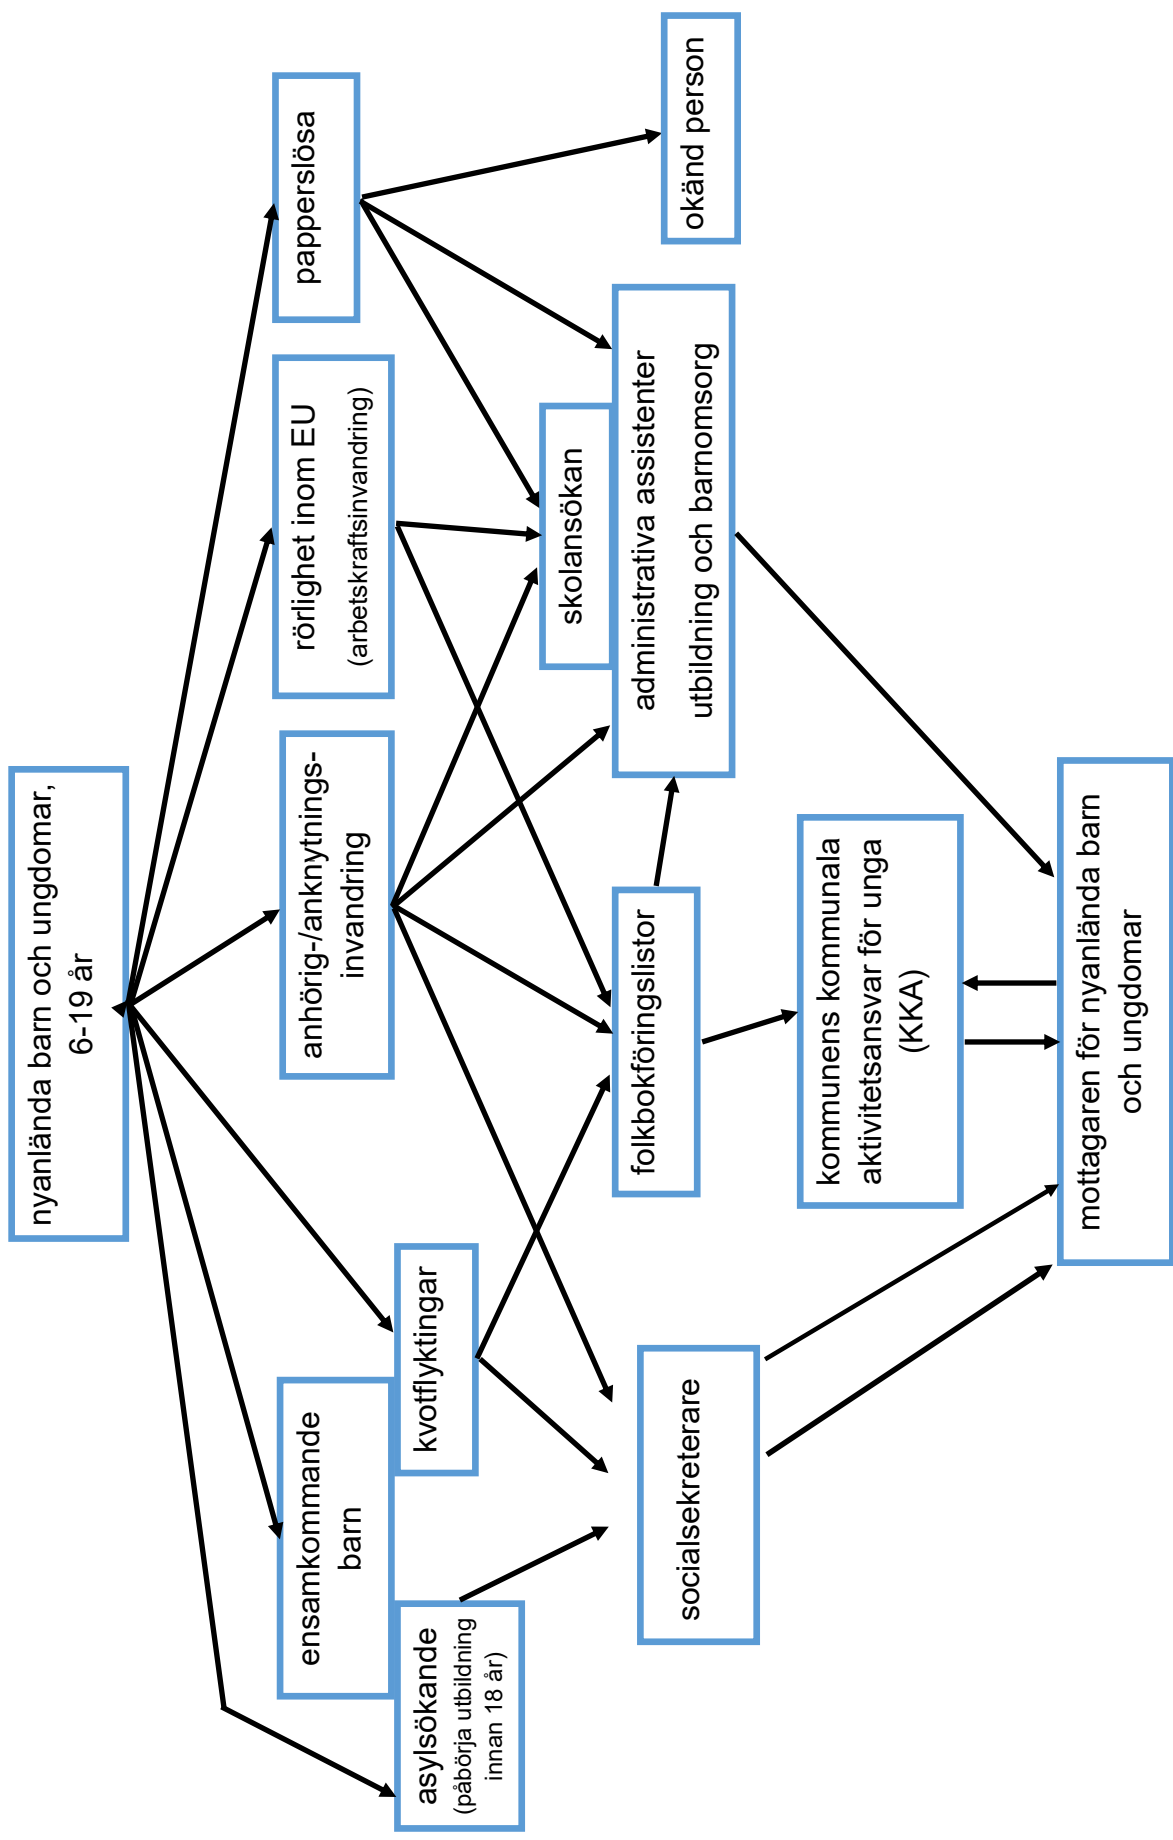 nyanlända barn och ungdomar,
6-19 år
ensamkommande
barn
anhörig-/anknytnings-
invandring
rörlighet inom EU
(arbetskraftsinvandring)
papperslösa
asylsökande
(påbörja utbildning
innan 18 år)
kvotflyktingar
skolansökan
socialsekreterare
folkbokföringslistor
administrativa assistenter
utbildning och barnomsorg
okänd person
kommunens kommunala
aktivitetsansvar för unga
(KKA)
mottagaren för nyanlända barn
och ungdomar